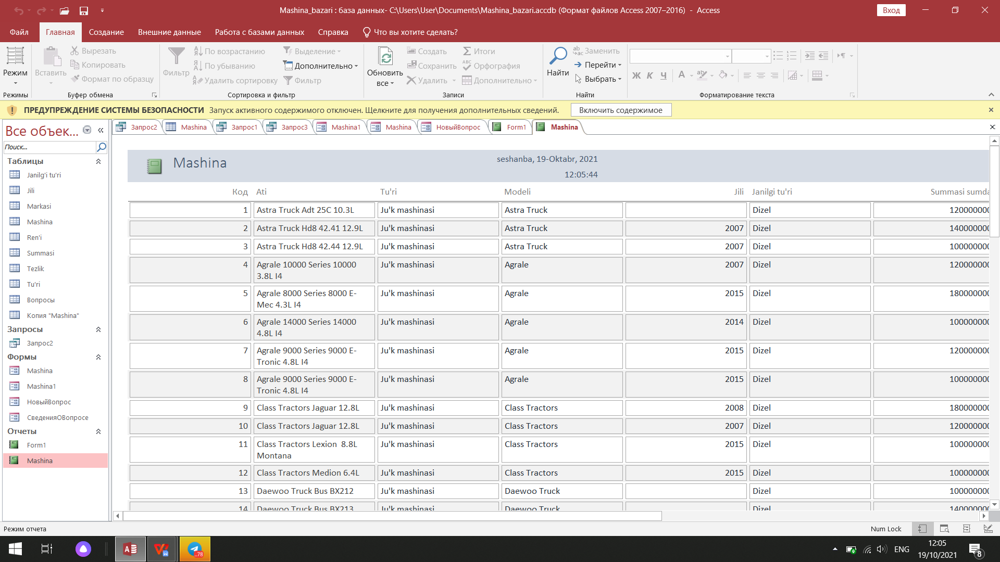 Mashina_bazari : база данных- C:\Users\User\Documents\Mashina_bazari.accdb (Формат файлов Access 2007–2016) - Access
Вход
Файл Главная Создание Внешние данные Работа с базами данных Справка Что вы хотите сделать?
Режим
Режимы
Вставить
Вырезать
Копировать
Формат по образцу
Буфер обмена
Фильтр
По возрастанию
По убыванию
Удалить сортировку
Выделение
Дополнительно
Фильтр
Сортировка и фильтр
Обновить
все
Создать
Сохранить
Удалить
Итоги
Орфография
Дополнительно
Записи
Найти
Заменить
Перейти
Выбрать
Найти
Ж К Ч
Форматирование текста
ПРЕДУПРЕЖДЕНИЕ СИСТЕМЫ БЕЗОПАСНОСТИ Запуск активного содержимого отключен. Щелкните для получения дополнительных сведений. Включить содержимое
Все объек...
Поиск...
Таблицы
Janilg'i tu'ri
Jili
Markasi
Mashina
Ren'i
Summasi
Tezlik
Tu'ri
Вопросы
Копия "Mashina"
Запросы
Запрос2
Формы
Mashina
Mashina1
НовыйВопрос
СведенияОВопросе
Отчеты
Form1
Mashina
Запрос2 Mashina Запрос1 Запрос3 Mashina1 Mashina НовыйВопрос Form1 Mashina
Mashina
seshanba, 19-Oktabr, 2021
12:05:44
Код Ati Tu'ri Modeli Jili Janilgi tu'ri Summasi sumda
1 Astra Truck Adt 25C 10.3L Ju'k mashinasi Astra Truck Dizel 120000000
2 Astra Truck Hd8 42.41 12.9L Ju'k mashinasi Astra Truck 2007 Dizel 140000000
3 Astra Truck Hd8 42.44 12.9L Ju'k mashinasi Astra Truck 2007 Dizel 100000000
4 Agrale 10000 Series 10000 Ju'k mashinasi Agrale 2007 Dizel 120000000
3.8L I4
5 Agrale 8000 Series 8000 E- Ju'k mashinasi Agrale 2015 Dizel 180000000
Mec 4.3L I4
6 Agrale 14000 Series 14000 Ju'k mashinasi Agrale 2014 Dizel 100000000
4.8L I4
7 Agrale 9000 Series 9000 E- Ju'k mashinasi Agrale 2015 Dizel 120000000
Tronic 4.8L I4
8 Agrale 9000 Series 9000 E- Ju'k mashinasi Agrale 2015 Dizel 100000000
Tronic 4.8L I4
9 Class Tractors Jaguar 12.8L Ju'k mashinasi Class Tractors 2008 Dizel 180000000
10 Class Tractors Jaguar 12.8L Ju'k mashinasi Class Tractors 2007 Dizel 120000000
11 Class Tractors Lexion 8.8L Ju'k mashinasi Class Tractors 2015 Dizel 100000000
Montana
12 Class Tractors Medion 6.4L Ju'k mashinasi Class Tractors 2015 Dizel 100000000
13 Daewoo Truck Bus BX212 Ju'k mashinasi Daewoo Truck Dizel 100000000
14 Daewoo Truck Bus BX213 Ju'k mashinasi Daewoo Truck Dizel 140000000
Режим отчета
Num Lock
..78
ENG
12:05
19/10/2021
8